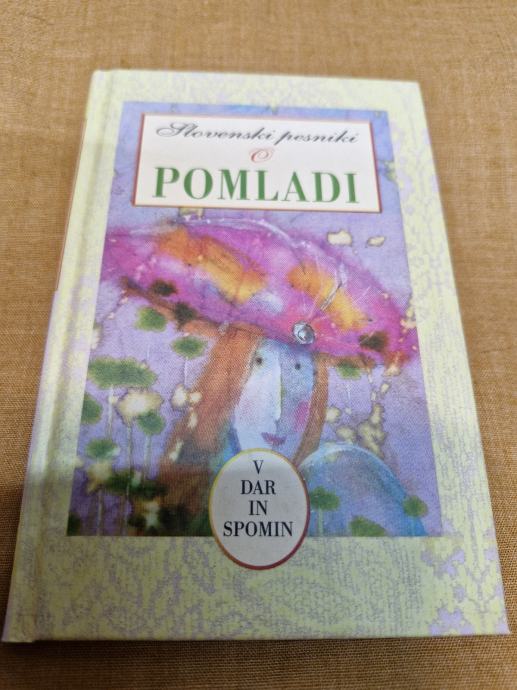 Slovenski pesniki
O
POMLADI
V
DAR
IN
SPOMIN